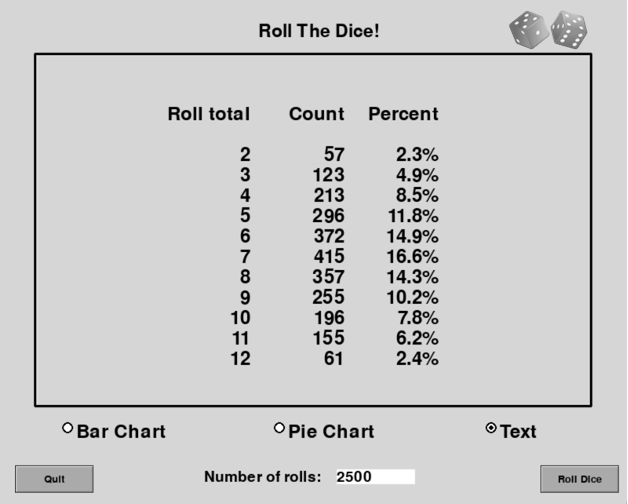 Roll The Dice!
Roll total Count Percent
2 57 2.3%
3 123 4.9%
4 213 8.5%
5 296 11.8%
6 372 14.9%
7 415 16.6%
8 357 14.3%
9 255 10.2%
10 196 7.8%
11 155 6.2%
12 61 2.4%
Bar Chart Pie Chart Text
Quit Number of rolls: 2500 Roll Dice